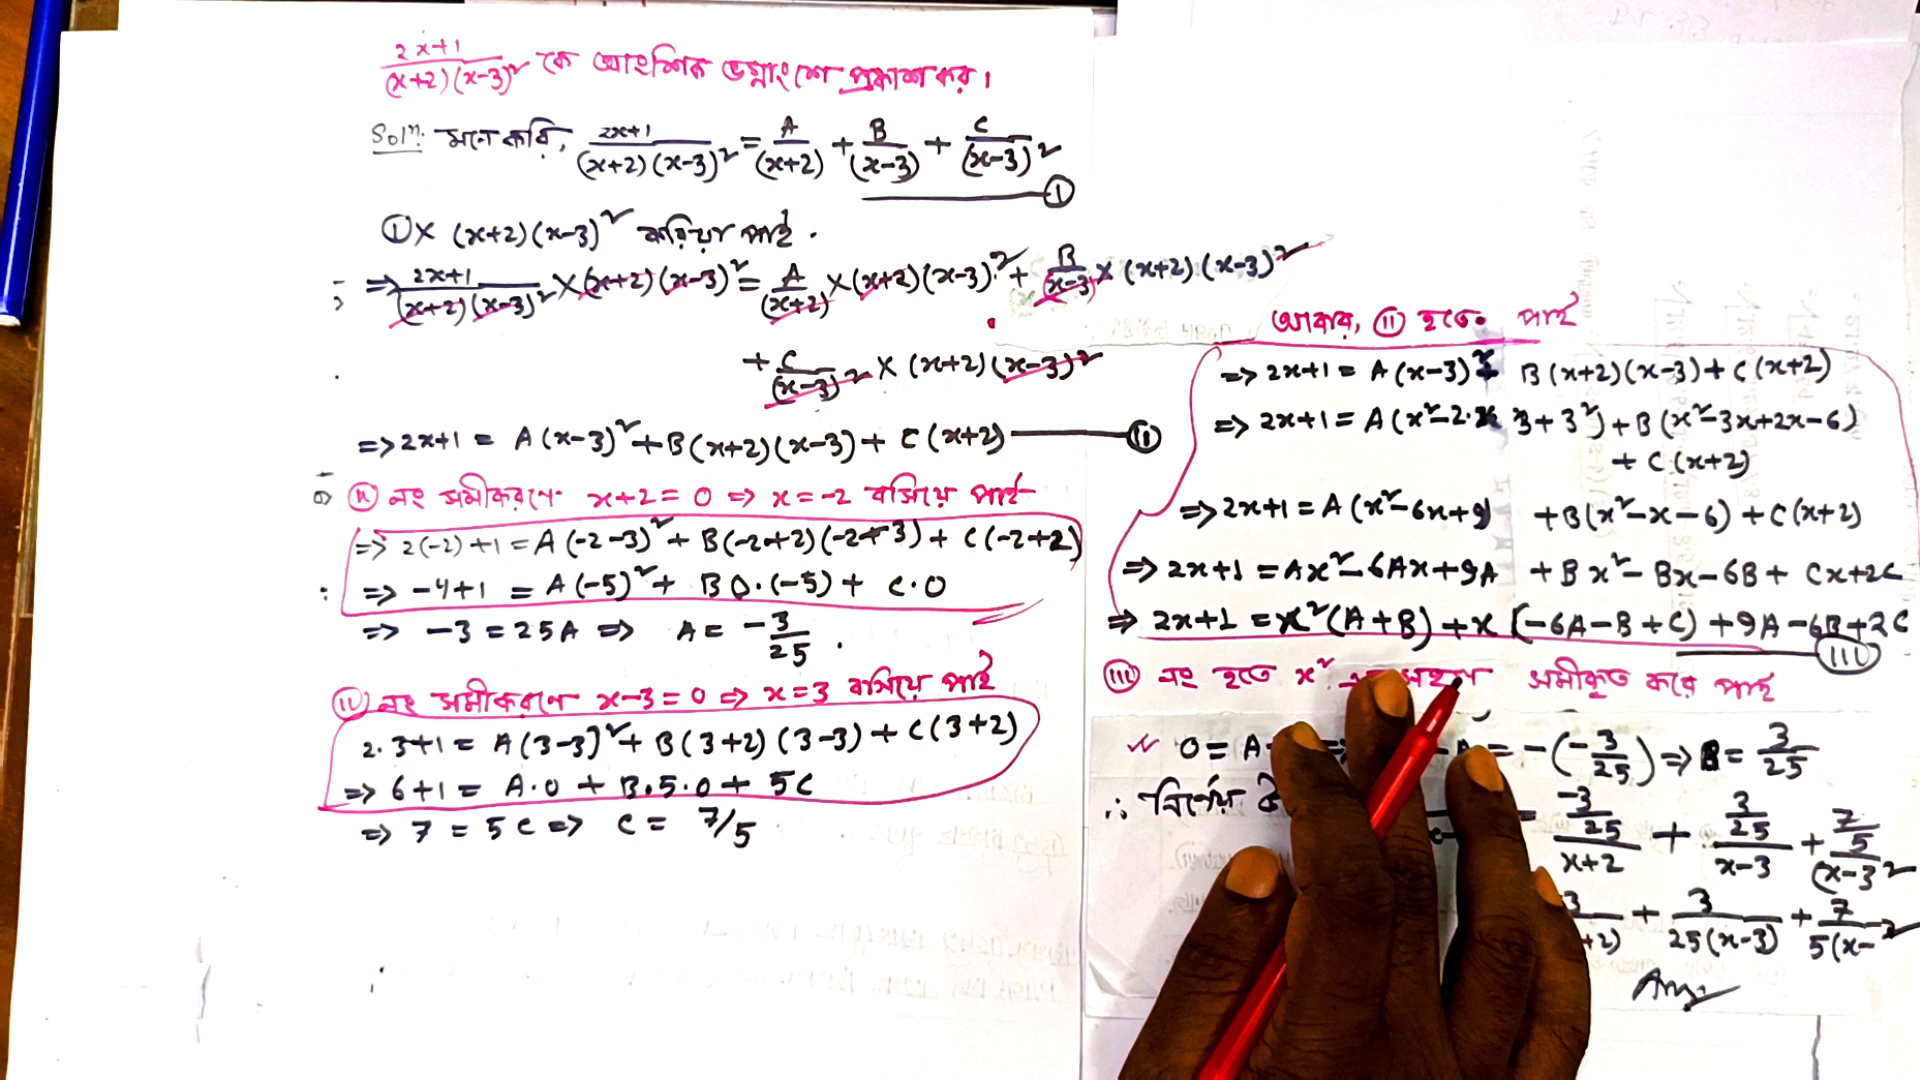 2x+1/(x+2)(x-3)² কে আংশিক ভগ্নাংশে প্রকাশ কর।
Solⁿ: মনে করি, 2x+1/(x+2)(x-3)² = A/(x+2) + B/(x-3) + C/(x-3)² ——— (i)
(i)× (x+2)(x-3)² করিয়া পাই.
=> 2x+1/(x+2)(x-3)² × (x+2)(x-3)² = A/(x+2) × (x+2)(x-3)² + B/(x-3) × (x+2)(x-3)²
+ C/(x-3)² × (x+2)(x-3)²
=> 2x+1 = A(x-3)² + B(x+2)(x-3) + C(x+2) ——— (ii)
(ii) নং সমীকরণে x+2=0 => x=-2 বসিয়ে পাই
=> 2(-2)+1 = A(-2-3)² + B(-2+2)(-2-3) + C(-2+2)
=> -4+1 = A(-5)² + B0.(-5) + C.0
=> -3 = 25A => A = -3/25.
(ii) নং সমীকরণে x-3=0 => x=3 বসিয়ে পাই
2.3+1 = A(3-3)² + B(3+2)(3-3) + C(3+2)
=> 6+1 = A.0 + B.5.0 + 5C
=> 7 = 5C => C = 7/5
আবার, (ii) হতে পাই
=> 2x+1 = A(x-3)² + B(x+2)(x-3) + C(x+2)
=> 2x+1 = A(x²-2.x 3+3²) + B(x²-3x+2x-6)
+ C(x+2)
=> 2x+1 = A(x²-6x+9) + B(x²-x-6) + C(x+2)
=> 2x+1 = Ax²-6Ax+9A + Bx²-Bx-6B + Cx+2C
=> 2x+1 = x²(A+B) + x(-6A-B+C) + 9A-6B+2C
(iii)
(iii) নং হতে x² সমীকৃত করে পাই
0 = A = -(-3/25) => B = 3/25
∴ নির্ণেয় = -3/25/x+2 + 3/25/x-3 + 7/5/(x-3²
3/+2) + 3/25(x-3) + 7/5(x-²
Ans